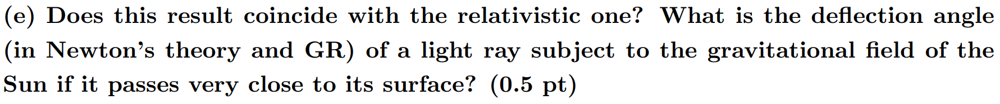 (e) Does this result coincide with the relativistic one? What is the deflection angle
(in Newton's theory and GR) of a light ray subject to the gravitational field of the
Sun if it passes very close to its surface? (0.5 pt)